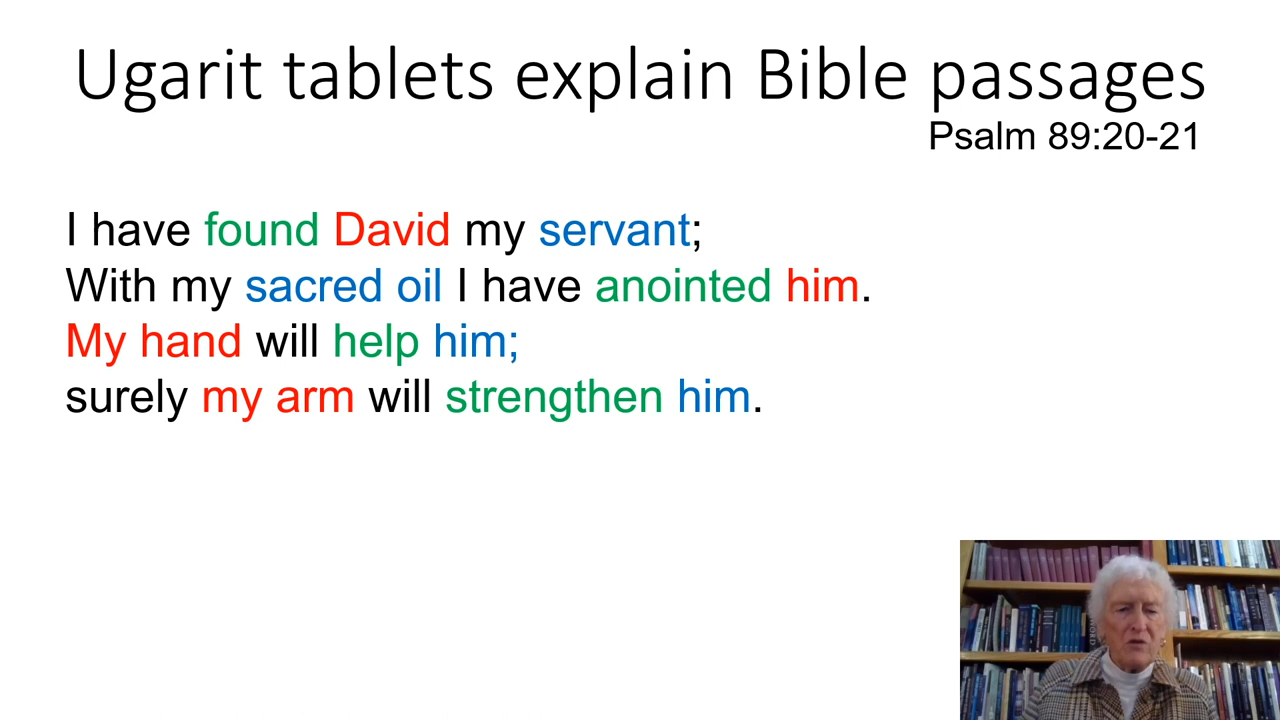 Ugarit tablets explain Bible passages
Psalm 89:20-21
I have found David my servant;
With my sacred oil I have anointed him.
My hand will help him;
surely my arm will strengthen him.